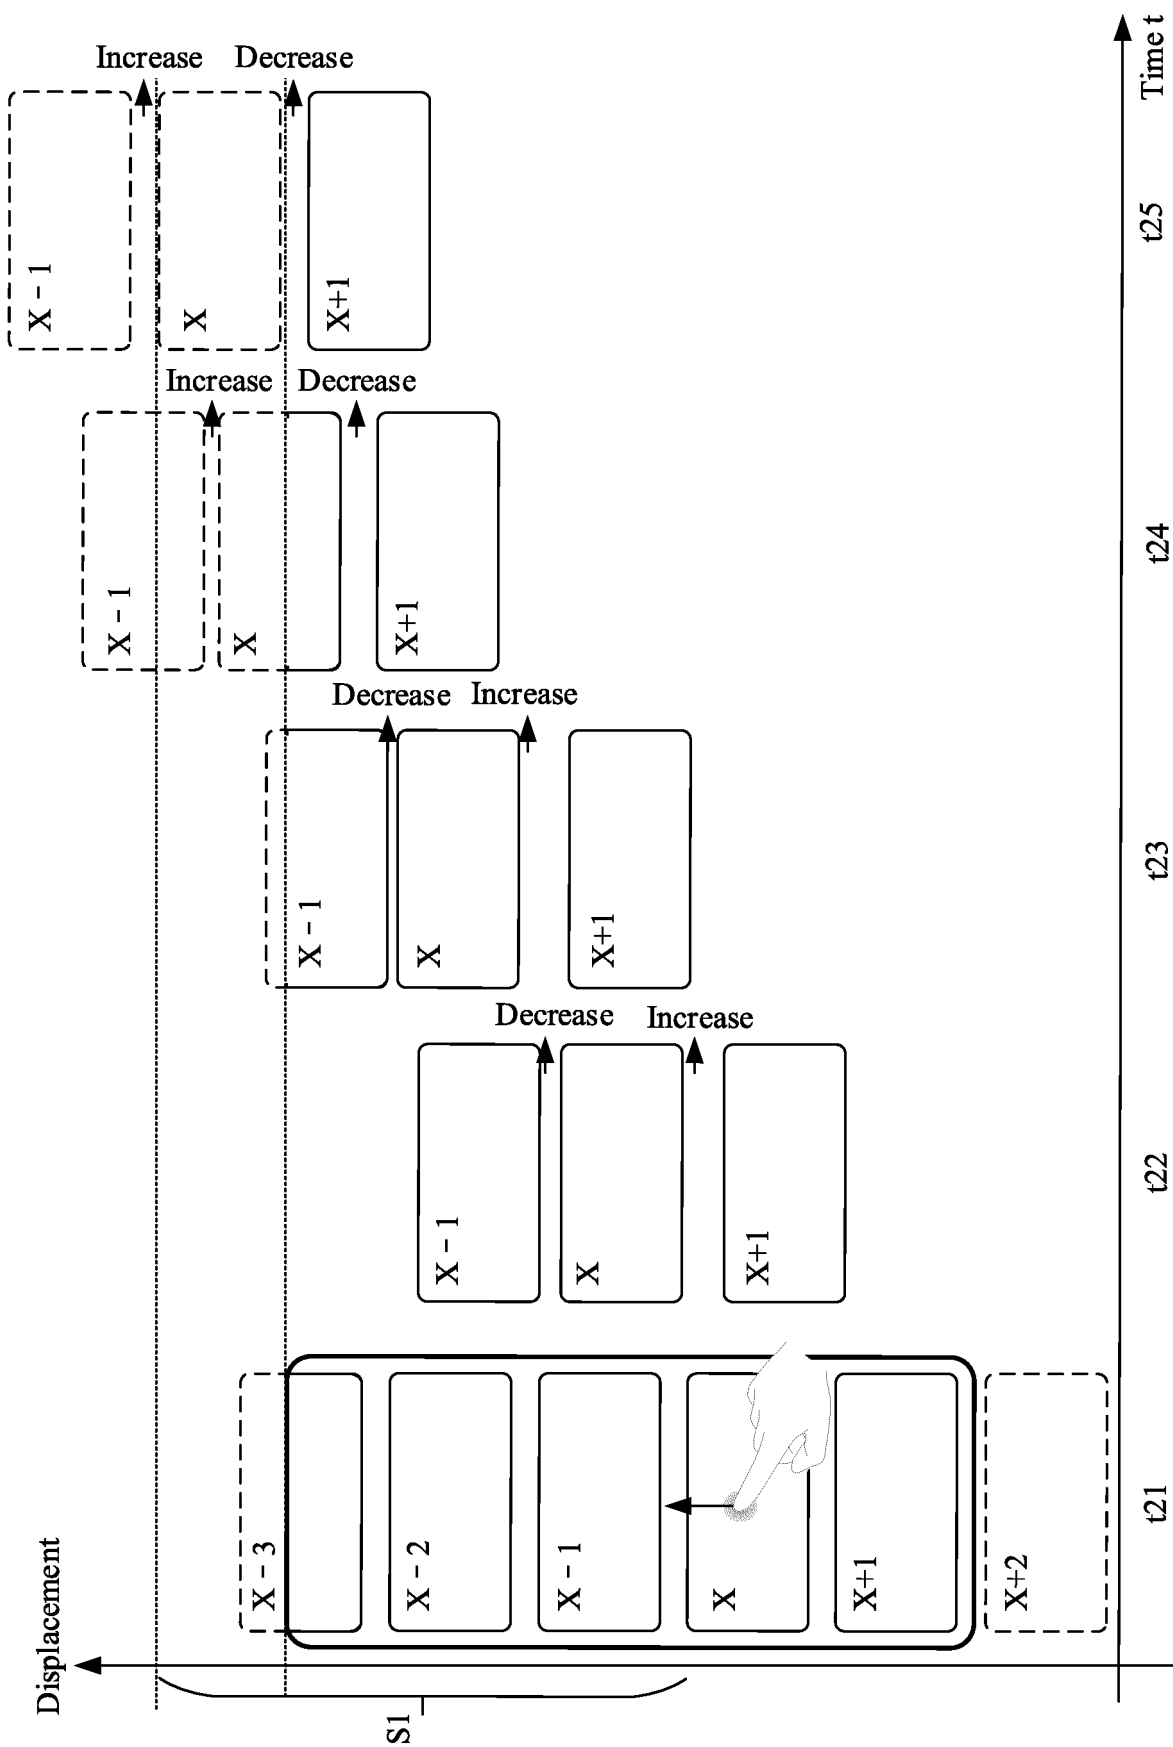 Displacement
S1
X - 3
X - 2
X - 1
X
X+1
X+2
t21
Decrease
Increase
X - 1
X
X+1
t22
Decrease
Increase
X - 1
X
X+1
t23
Increase
Decrease
X - 1
X
X+1
t24
Increase
Decrease
X - 1
X
X+1
t25
Time t